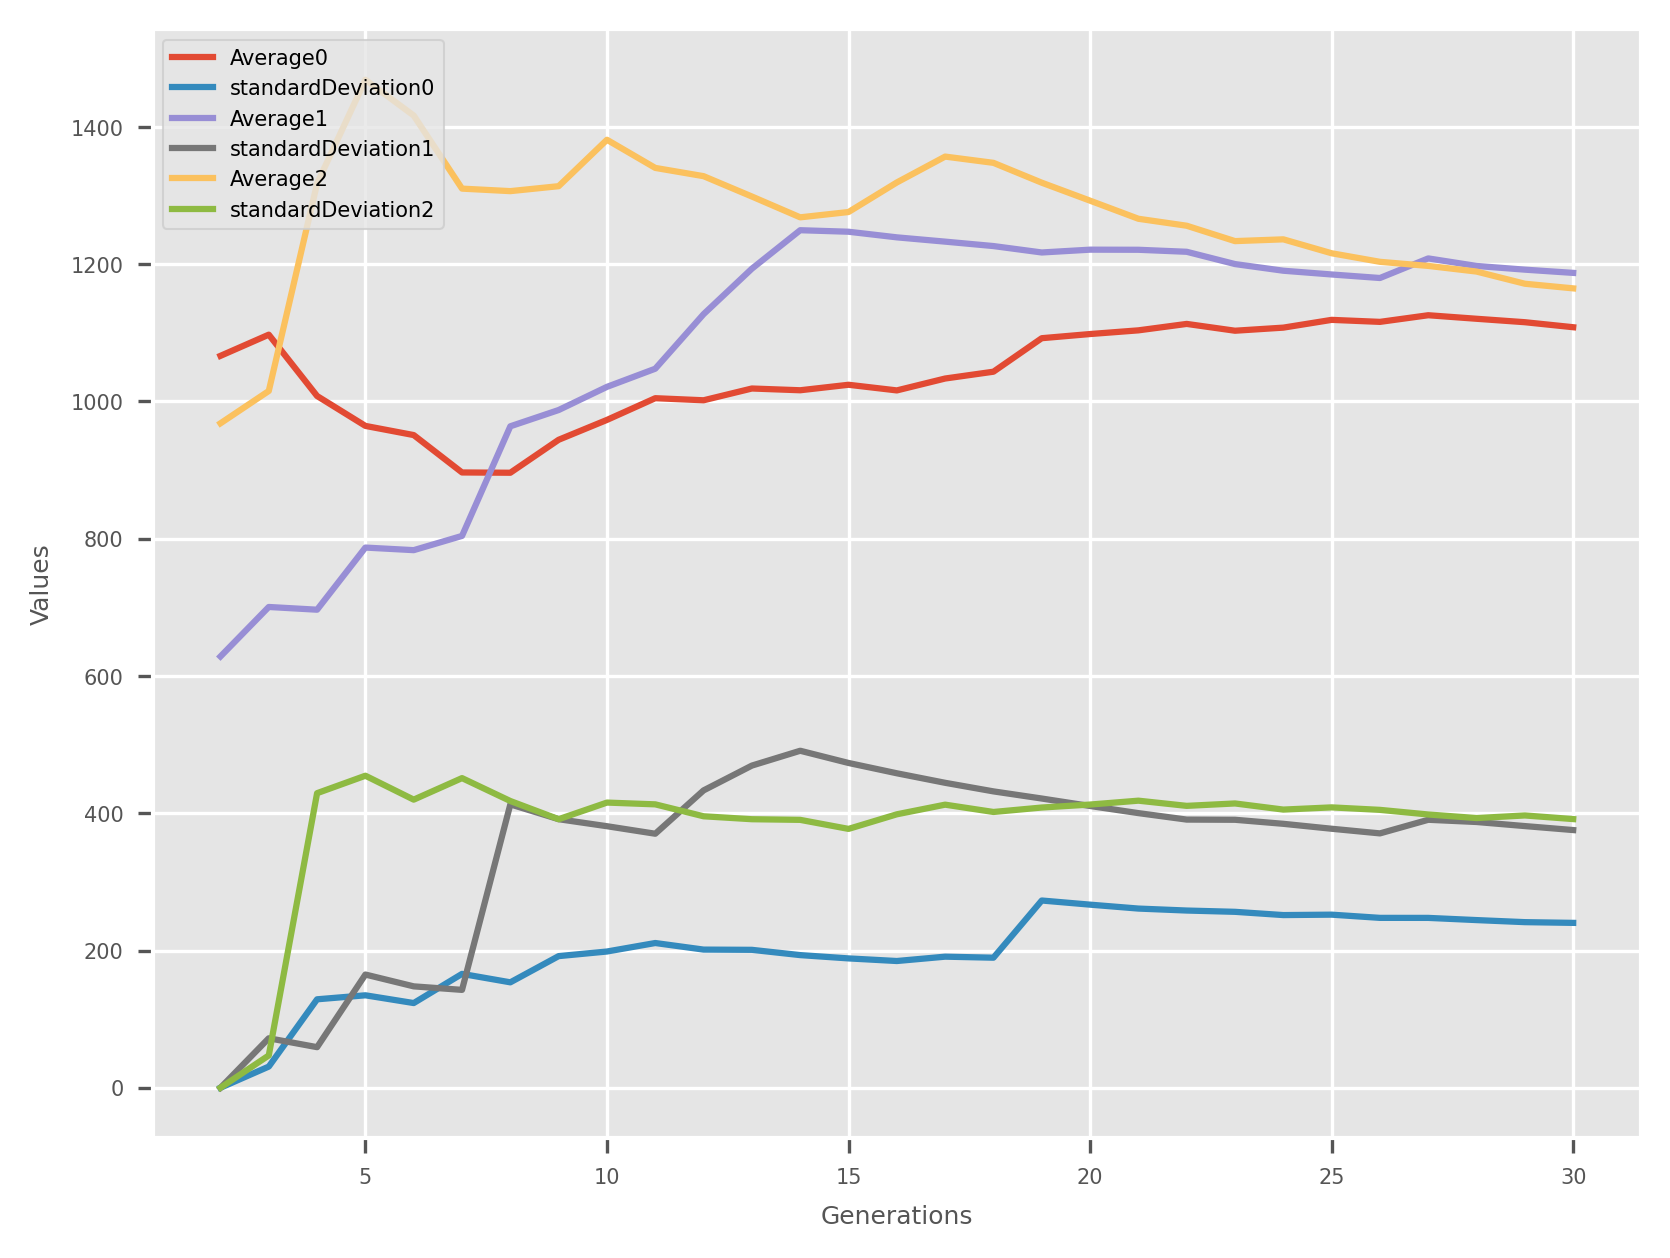 Average0
standardDeviation0
Average1
standardDeviation1
Average2
standardDeviation2
1400
1200
1000
800
600
400
200
0
Values
5 10 15 20 25 30
Generations